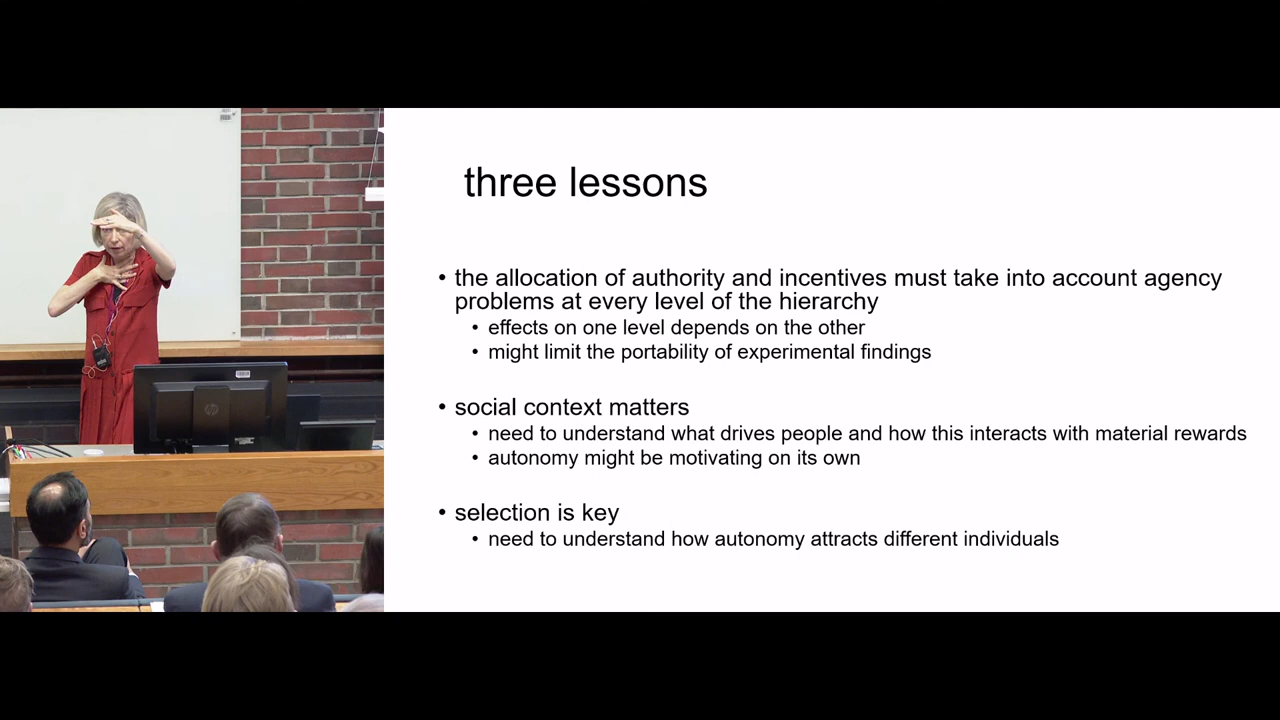 three lessons
• the allocation of authority and incentives must take into account agency
problems at every level of the hierarchy
• effects on one level depends on the other
• might limit the portability of experimental findings
• social context matters
• need to understand what drives people and how this interacts with material rewards
• autonomy might be motivating on its own
• selection is key
• need to understand how autonomy attracts different individuals
hp